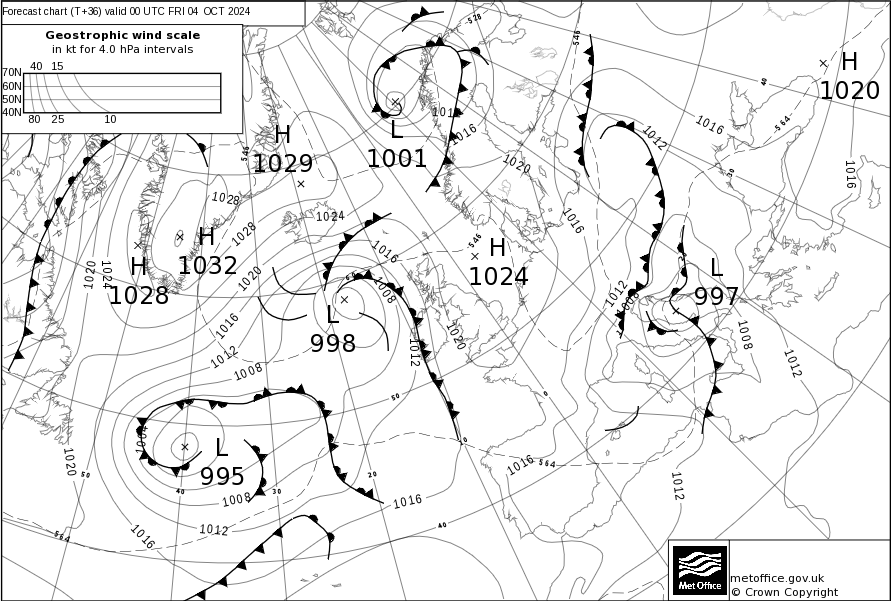 Forecast chart (T+36) valid 00 UTC FRI 04 OCT 2024
Geostrophic wind scale
in kt for 4.0 hPa intervals
40 15
70N
60N
50N
40N
80 25 10
528
546
H
1029
L
1001
101
1016
1020
546
1012
1016
40
564
H
1020
30
1016
1028
1024
1028
H
1032
H
1028
1020
1024
1020
1016
1008
546
H
1024
1016
L
997
1012
1008
1016
L
998
1012
1020
1008
1012
1012
1008
50
0
0
1004
L
995
1020
50
40
30
20
1008
1016
1016
564
1012
1012
1016
40
564
Met Office
metoffice.gov.uk
© Crown Copyright